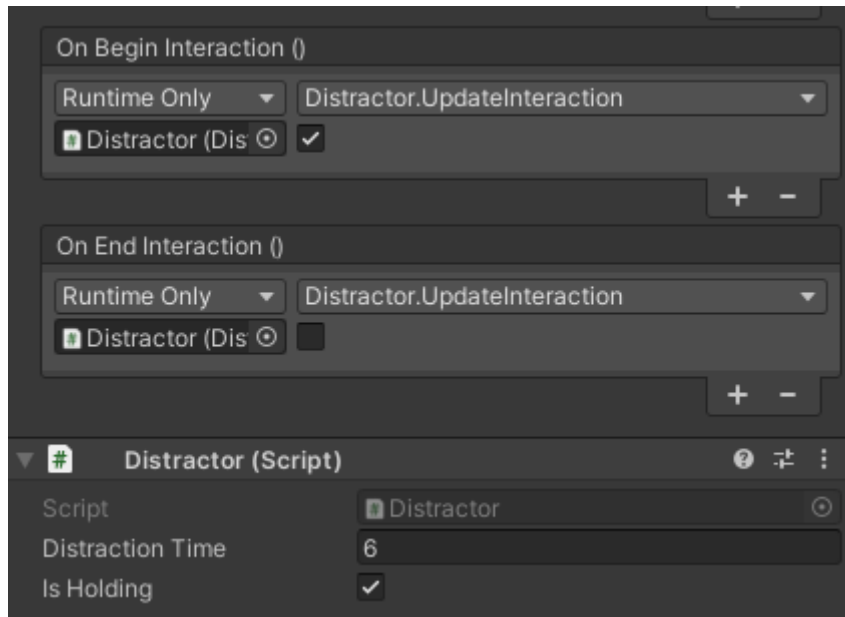 On Begin Interaction ()
Runtime Only Distractor.UpdateInteraction
Distractor (Dis
On End Interaction ()
Runtime Only Distractor.UpdateInteraction
Distractor (Dis
# Distractor (Script)
Script Distractor
Distraction Time 6
Is Holding